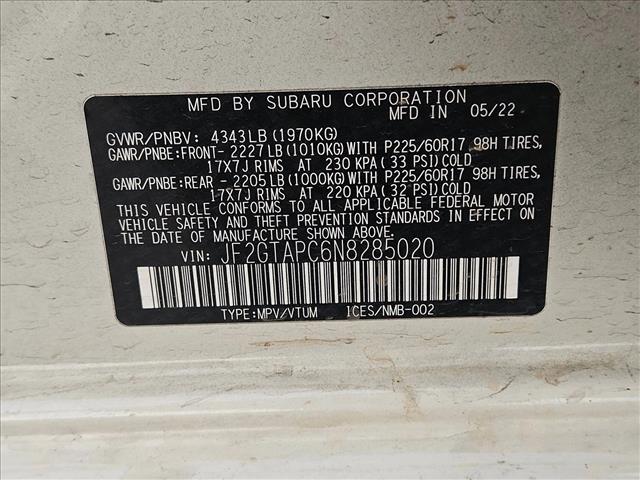 MFD BY SUBARU CORPORATION
MFD IN 05/22
GVWR/PNBV: 4343LB (1970KG)
GAWR/PNBE:FRONT- 2227LB (1010KG)WITH P225/60R17 98H TIRES,
17X7J RIMS AT 230 KPA (33 PSI)COLD
GAWR/PNBE:REAR - 2205LB (1000KG)WITH P225/60R17 98H TIRES,
17X7J RIMS AT 220 KPA (32 PSI)COLD
THIS VEHICLE CONFORMS TO ALL APPLICABLE FEDERAL MOTOR
VEHICLE SAFETY AND THEFT PREVENTION STANDARDS IN EFFECT ON
THE DATE OF MANUFACTURE SHOWN ABOVE.
VIN: JF2GTAPC6N8285020
TYPE:MPV/VTUM ICES/NMB-002